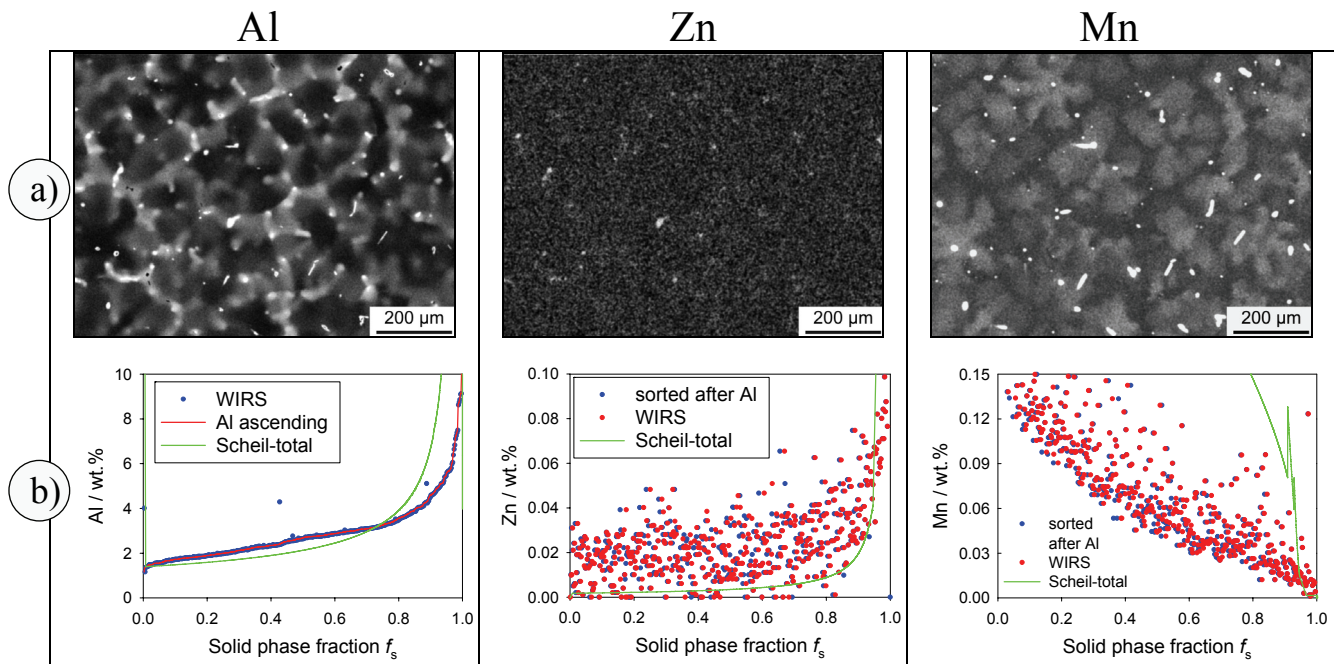 Al
Zn
Mn
a)
200 µm
200 µm
200 µm
b)
Al / wt.%
10
8
6
4
2
0
WIRS
Al ascending
Scheil-total
0.0 0.2 0.4 0.6 0.8 1.0
Solid phase fraction fs
Zn / wt.%
0.10
0.08
0.06
0.04
0.02
0.00
sorted after Al
WIRS
Scheil-total
0.0 0.2 0.4 0.6 0.8 1.0
Solid phase fraction fs
Mn / wt.%
0.15
0.12
0.09
0.06
0.03
0.00
sorted
after Al
WIRS
Scheil-total
0.0 0.2 0.4 0.6 0.8 1.0
Solid phase fraction fs